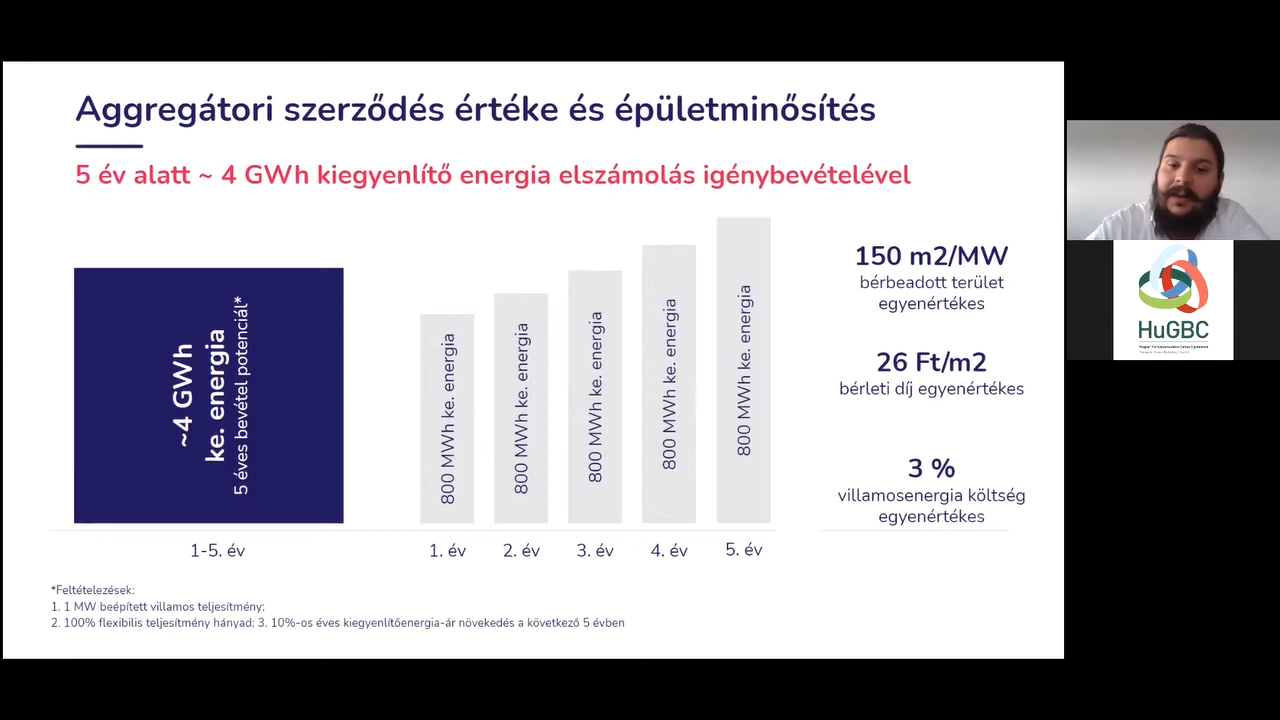 Aggregátori szerződés értéke és épületminősítés
5 év alatt ~ 4 GWh kiegyenlítő energia elszámolás igénybevételével
~4 GWh
ke. energia
5 éves bevétel potenciál*
1-5. év
800 MWh ke. energia
800 MWh ke. energia
800 MWh ke. energia
800 MWh ke. energia
800 MWh ke. energia
1. év
2. év
3. év
4. év
5. év
150 m2/MW
bérbeadott terület
egyenértékes
26 Ft/m2
bérleti díj egyenértékes
3 %
villamosenergia költség
egyenértékes
*Feltételezések:
1. 1 MW beépített villamos teljesítmény;
2. 100% flexibilis teljesítmény hányad; 3. 10%-os éves kiegyenlítőenergia-ár növekedés a következő 5 évben
HuGBC